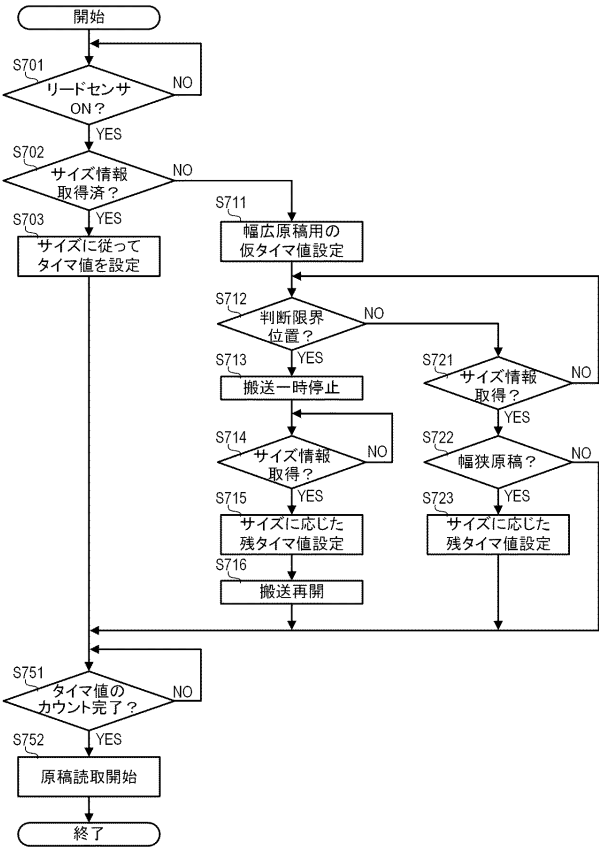 開始
S701
リードセンサ
ON?
NO
YES
S702
サイズ情報
取得済?
NO
YES
S703
サイズに従って
タイマ値を設定
S711
幅広原稿用の
仮タイマ値設定
S712
判断限界
位置?
NO
YES
S713
搬送一時停止
S714
サイズ情報
取得?
NO
YES
S715
サイズに応じた
残タイマ値設定
S716
搬送再開
S721
サイズ情報
取得?
NO
YES
S722
幅狭原稿?
NO
YES
S723
サイズに応じた
残タイマ値設定
S751
タイマ値の
カウント完了?
NO
YES
S752
原稿読取開始
終了